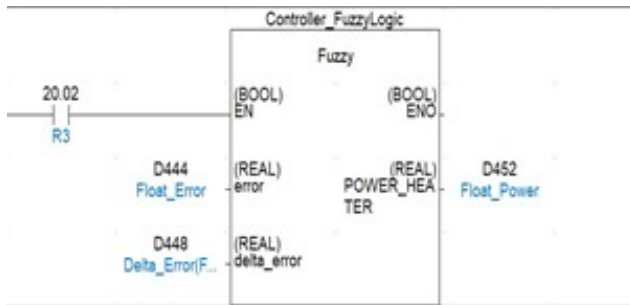 Controller_FuzzyLogic
Fuzzy
20.02
R3
(BOOL)
EN
(BOOL)
ENO
D444
Float_Error
(REAL)
error
(REAL)
POWER_HEA
TER
D452
Float_Power
D448
Delta_Error(F...
(REAL)
delta_error